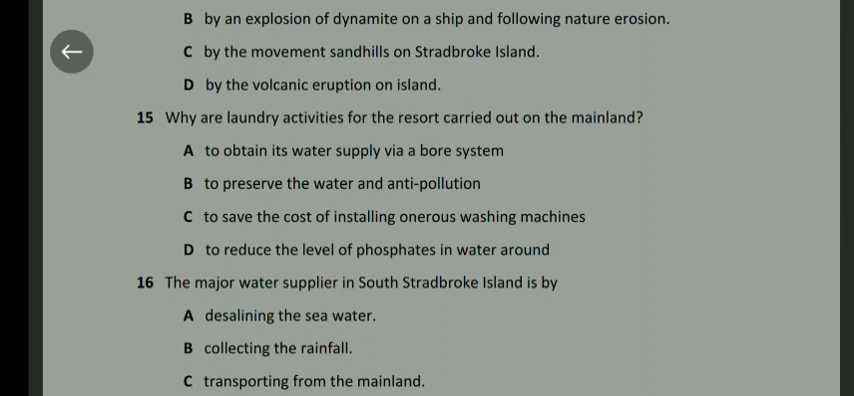 B by an explosion of dynamite on a ship and following nature erosion.
C by the movement sandhills on Stradbroke Island.
D by the volcanic eruption on island.
15 Why are laundry activities for the resort carried out on the mainland?
A to obtain its water supply via a bore system
B to preserve the water and anti-pollution
C to save the cost of installing onerous washing machines
D to reduce the level of phosphates in water around
16 The major water supplier in South Stradbroke Island is by
A desalining the sea water.
B collecting the rainfall.
C transporting from the mainland.